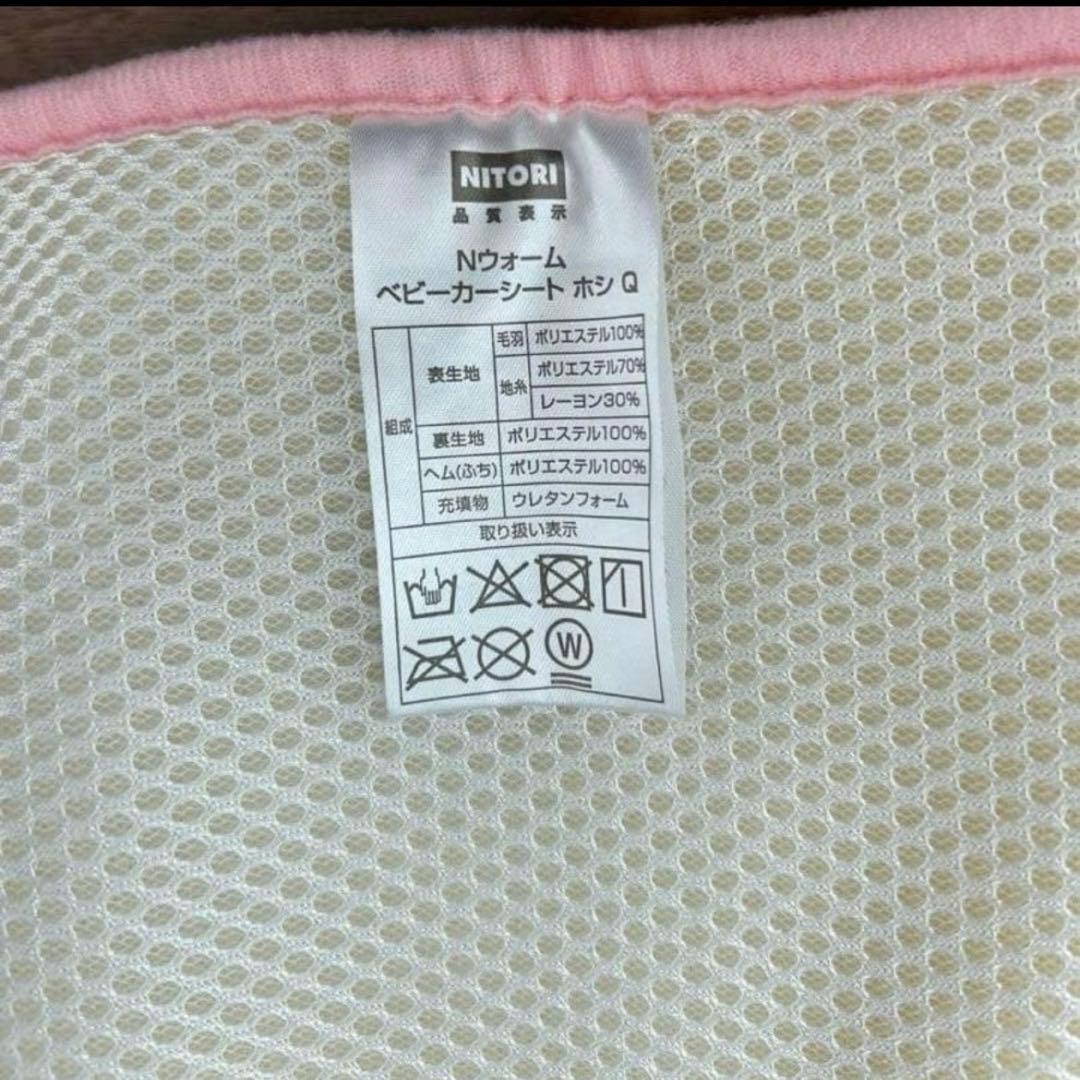 NITORI
品質表示
Nウォーム
ベビーカーシート ホシ Q
組成 表生地 毛羽 ポリエステル100%
地糸 ポリエステル70%
レーヨン30%
裏生地 ポリエステル100%
ヘム(ふち) ポリエステル100%
充填物 ウレタンフォーム
取り扱い表示
W